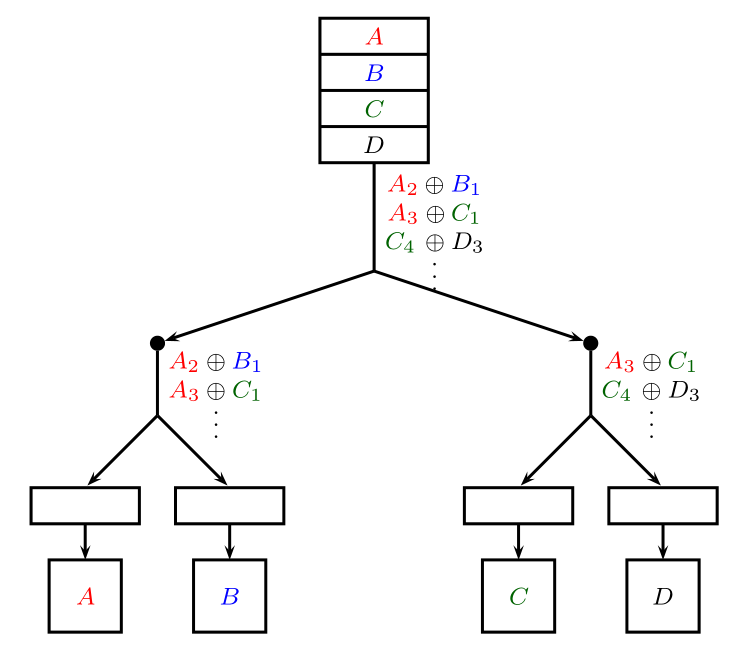 A
B
C
D
A₂ ⊕ B₁
A₃ ⊕ C₁
C₄ ⊕ D₃
⋮
A₂ ⊕ B₁
A₃ ⊕ C₁
⋮
A₃ ⊕ C₁
C₄ ⊕ D₃
⋮
A B C D